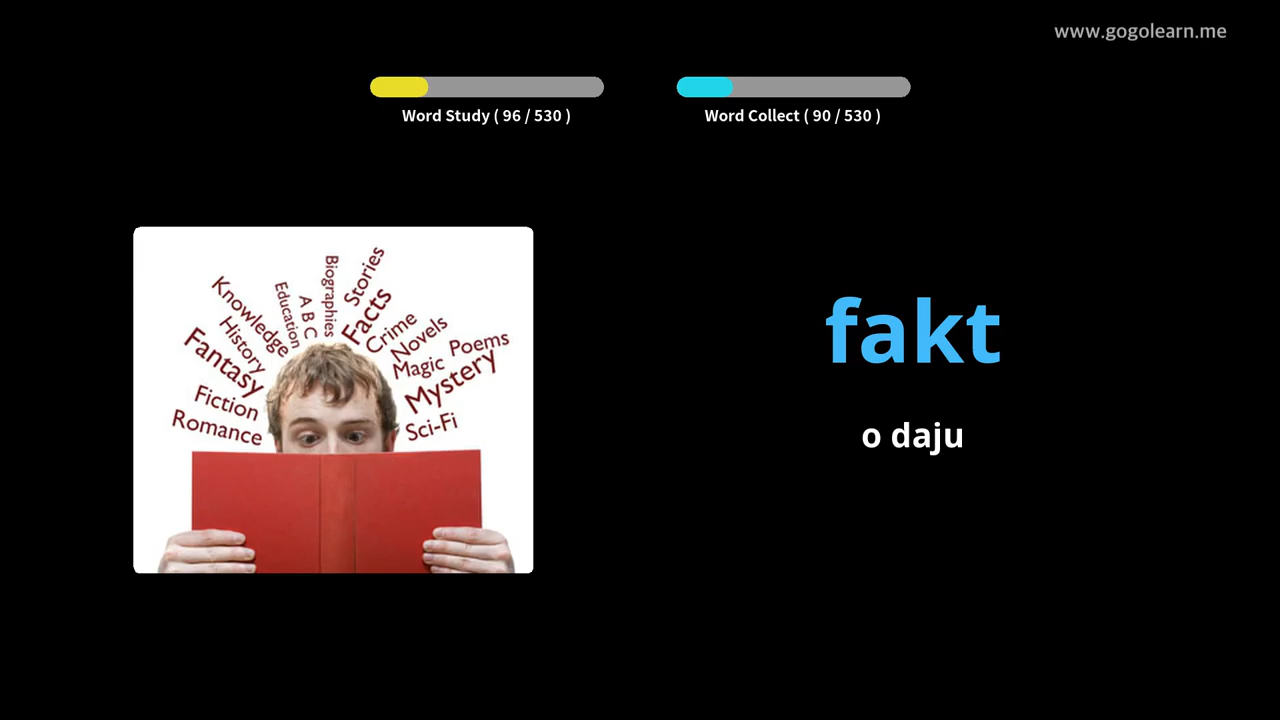 www.gogolearn.me
Word Study ( 96 / 530 )
Word Collect ( 90 / 530 )
Knowledge
History
Fantasy
Fiction
Romance
Education
A B C
Biographies
Stories
Facts
Crime
Novels
Magic
Poems
Mystery
Sci-Fi
fakt
o daju